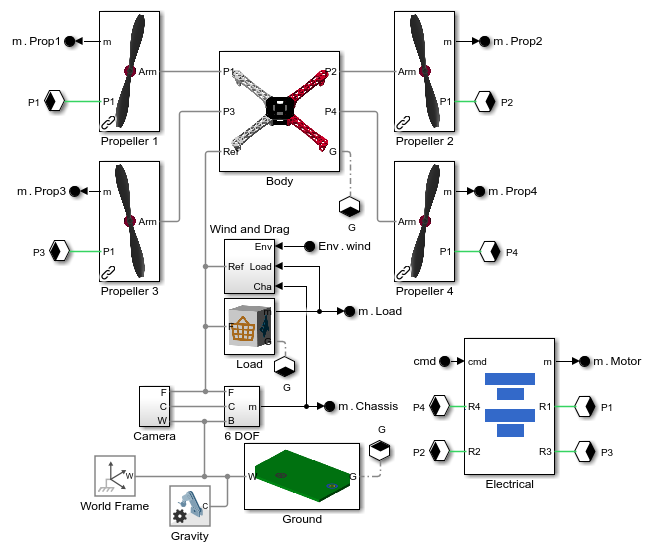 m.Prop1
m
Arm
P1
P1
Propeller 1
P1
P2
P3
P4
Ref
G
Body
G
m
m.Prop2
Arm
P1
P2
Propeller 2
m.Prop3
m
Arm
P3
P1
Propeller 3
m
m.Prop4
Arm
P1
P4
Propeller 4
Wind and Drag
Env
Env.wind
Ref
Load
Cha
m
m.Load
F
G
Load
G
F
C
W
Camera
F
C
B
m
m.Chassis
6 DOF
cmd
cmd
m
m.Motor
P4
R4
R1
P1
P2
R2
R3
P3
Electrical
W
World Frame
C
Gravity
W
G
G
Ground